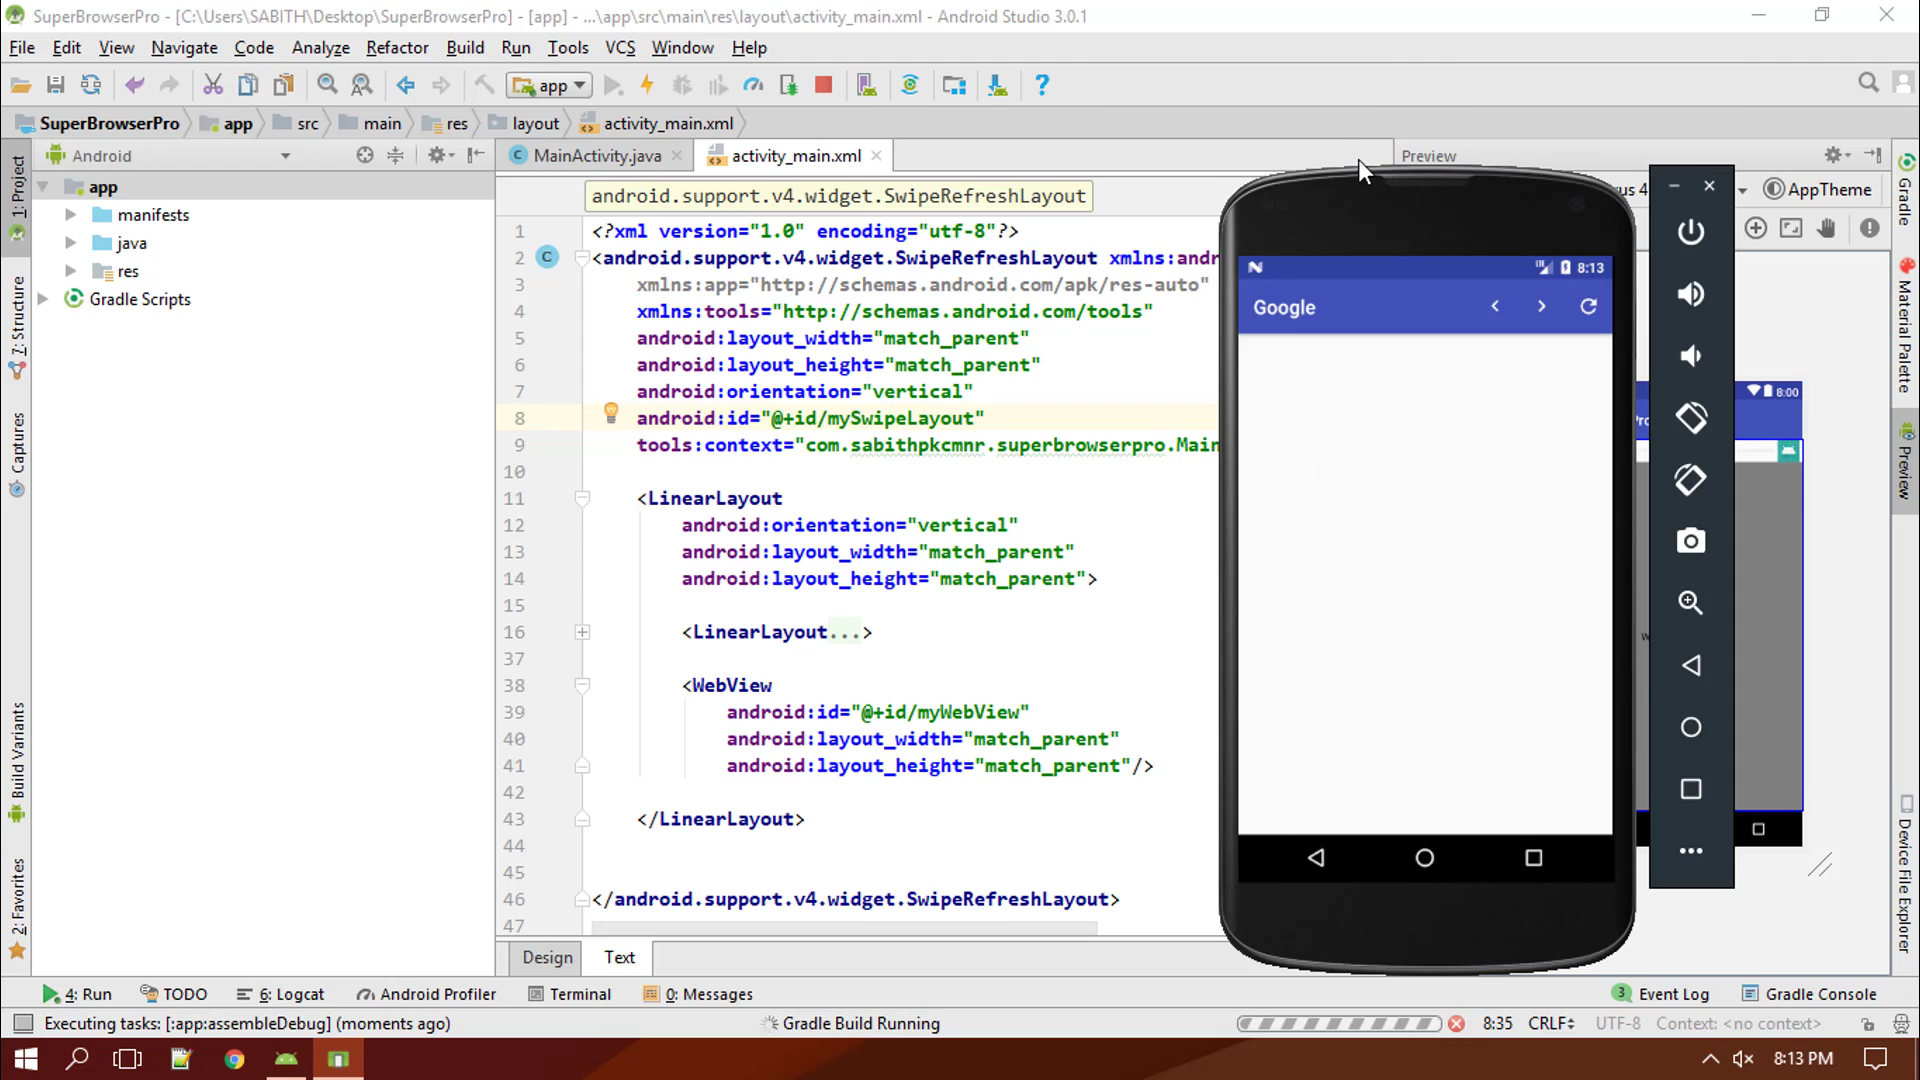 SuperBrowserPro - [C:\Users\SABITH\Desktop\SuperBrowserPro] - [app] - ...\app\src\main\res\layout\activity_main.xml - Android Studio 3.0.1
File Edit View Navigate Code Analyze Refactor Build Run Tools VCS Window Help
app
SuperBrowserPro app src main res layout activity_main.xml
Android
MainActivity.java activity_main.xml
Preview
AppTheme
android.support.v4.widget.SwipeRefreshLayout
app
manifests
java
res
Gradle Scripts
1 <?xml version="1.0" encoding="utf-8"?>
2 <android.support.v4.widget.SwipeRefreshLayout xmlns:andr
3 xmlns:app="http://schemas.android.com/apk/res-auto"
4 xmlns:tools="http://schemas.android.com/tools"
5 android:layout_width="match_parent"
6 android:layout_height="match_parent"
7 android:orientation="vertical"
8 android:id="@+id/mySwipeLayout"
9 tools:context="com.sabithpkcmnr.superbrowserpro.Main
10
11 <LinearLayout
12 android:orientation="vertical"
13 android:layout_width="match_parent"
14 android:layout_height="match_parent">
15
16 <LinearLayout...>
37
38 <WebView
39 android:id="@+id/myWebView"
40 android:layout_width="match_parent"
41 android:layout_height="match_parent"/>
42
43 </LinearLayout>
44
45
46 </android.support.v4.widget.SwipeRefreshLayout>
47
8:13
Google
8:00
1: Project
7: Structure
Captures
Build Variants
2: Favorites
Gradle
Material Palette
Preview
Device File Explorer
Design Text
4: Run TODO 6: Logcat Android Profiler Terminal 0: Messages
3 Event Log Gradle Console
Executing tasks: [:app:assembleDebug] (moments ago)
Gradle Build Running
8:35 CRLF UTF-8 Context: <no context>
8:13 PM